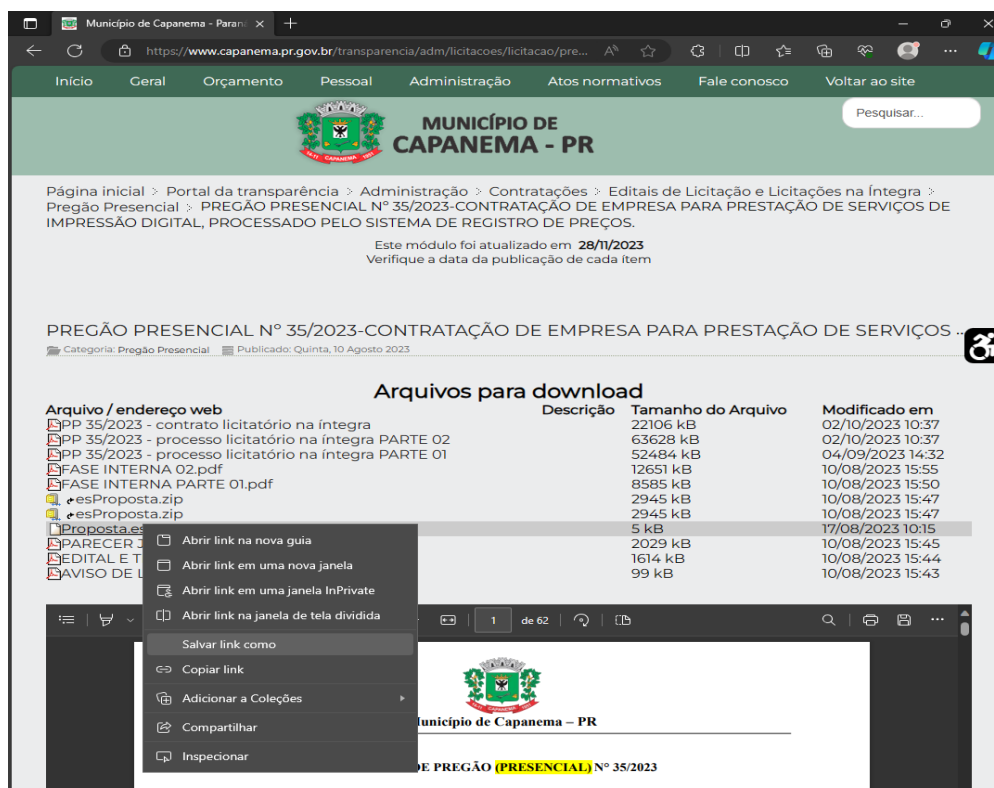 Município de Capanema - Paraná
https://www.capanema.pr.gov.br/transparencia/adm/licitacoes/licitacao/pre...
Início Geral Orçamento Pessoal Administração Atos normativos Fale conosco Voltar ao site
MUNICÍPIO DE
CAPANEMA - PR
Pesquisar...
Página inicial > Portal da transparência > Administração > Contratações > Editais de Licitação e Licitações na Íntegra >
Pregão Presencial > PREGÃO PRESENCIAL Nº 35/2023-CONTRATAÇÃO DE EMPRESA PARA PRESTAÇÃO DE SERVIÇOS DE
IMPRESSÃO DIGITAL, PROCESSADO PELO SISTEMA DE REGISTRO DE PREÇOS.
Este módulo foi atualizado em 28/11/2023
Verifique a data da publicação de cada ítem
PREGÃO PRESENCIAL Nº 35/2023-CONTRATAÇÃO DE EMPRESA PARA PRESTAÇÃO DE SERVIÇOS ...
Categoria: Pregão Presencial Publicado: Quinta, 10 Agosto 2023
Arquivos para download
Arquivo / endereço web Descrição Tamanho do Arquivo Modificado em
PP 35/2023 - contrato licitatório na íntegra 22106 kB 02/10/2023 10:37
PP 35/2023 - processo licitatório na íntegra PARTE 02 63628 kB 02/10/2023 10:37
PP 35/2023 - processo licitatório na íntegra PARTE 01 52484 kB 04/09/2023 14:32
FASE INTERNA 02.pdf 12651 kB 10/08/2023 15:55
FASE INTERNA PARTE 01.pdf 8585 kB 10/08/2023 15:50
esProposta.zip 2945 kB 10/08/2023 15:47
esProposta.zip 2945 kB 10/08/2023 15:47
Proposta.es 5 kB 17/08/2023 10:15
PARECER J 2029 kB 10/08/2023 15:45
EDITAL E T 1614 kB 10/08/2023 15:44
AVISO DE L 99 kB 10/08/2023 15:43
Abrir link na nova guia
Abrir link em uma nova janela
Abrir link em uma janela InPrivate
Abrir link na janela de tela dividida
Salvar link como
Copiar link
Adicionar a Coleções
Compartilhar
Inspecionar
1 de 62
Município de Capanema – PR
DE PREGÃO (PRESENCIAL) Nº 35/2023